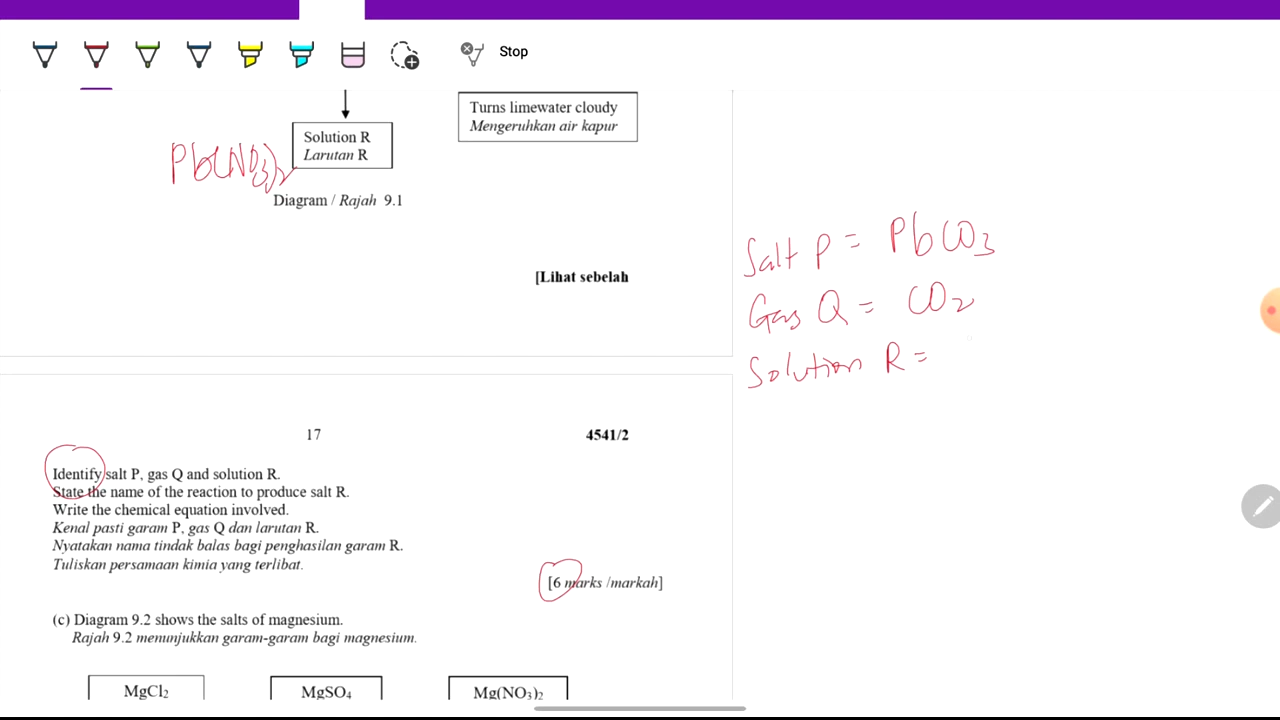 Stop
Turns limewater cloudy
Mengeruhkan air kapur
Solution R
Larutan R
Pb(NO3)2
Diagram / Rajah 9.1
[Lihat sebelah
Salt P = PbCO3
Gas Q = CO2
Solution R =
17
4541/2
Identify salt P, gas Q and solution R.
State the name of the reaction to produce salt R.
Write the chemical equation involved.
Kenal pasti garam P, gas Q dan larutan R.
Nyatakan nama tindak balas bagi penghasilan garam R.
Tuliskan persamaan kimia yang terlibat.
[6 marks /markah]
(c) Diagram 9.2 shows the salts of magnesium.
Rajah 9.2 menunjukkan garam-garam bagi magnesium.
MgCl₂
MgSO₄
Mg(NO₃)₂